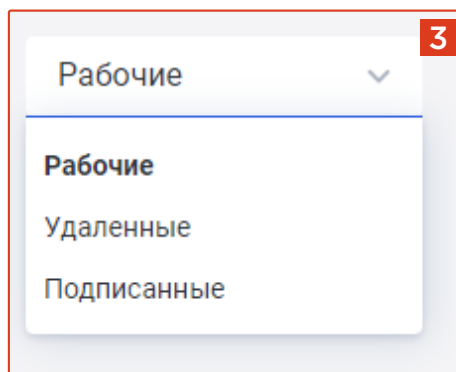 3
Рабочие
Рабочие
Удаленные
Подписанные